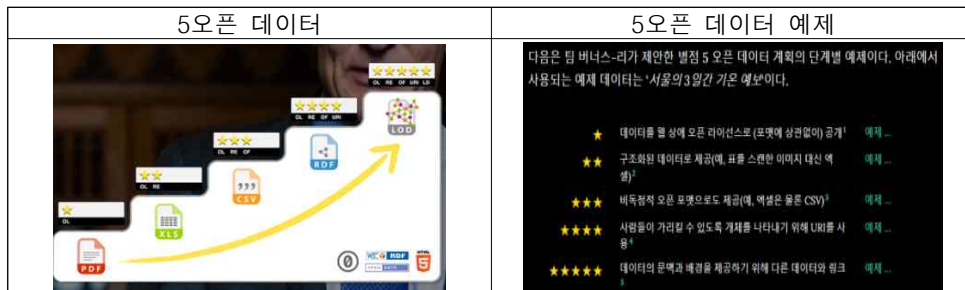 5오픈 데이터
5오픈 데이터 예제
★★★★★
OL RE OF URI LD
LOD
★★★★
OL RE OF URI
RDF
★★★
OL RE OF
CSV
★★
OL RE
XLS
★
OL
PDF
RDF
HTML
5
다음은 팀 버너스-리가 제안한 별점 5 오픈 데이터 계획의 단계별 예제이다. 아래에서
사용되는 예제 데이터는 '서울의 3일간 기온 예보'이다.
★ 데이터를 웹 상에 오픈 라이선스로 (포맷에 상관없이) 공개¹ 예제 ...
★★ 구조화된 데이터로 제공(예, 표를 스캔한 이미지 대신 엑 예제 ...
셀)²
★★★ 비독점적 오픈 포맷으로도 제공(예, 엑셀은 물론 CSV)³ 예제 ...
★★★★ 사람들이 가리킬 수 있도록 개체를 나타내기 위해 URI를 사 예제 ...
용⁴
★★★★★ 데이터의 문맥과 배경을 제공하기 위해 다른 데이터와 링크 예제 ...